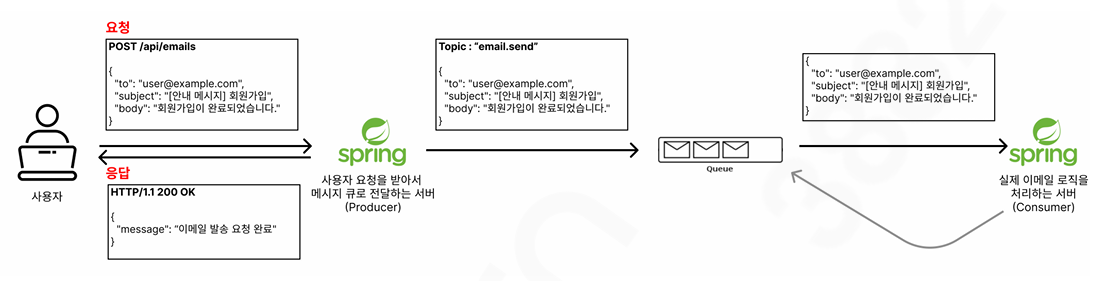 요청
POST /api/emails
{
"to": "user@example.com",
"subject": "[안내 메시지] 회원가입",
"body": "회원가입이 완료되었습니다."
}
사용자
응답
HTTP/1.1 200 OK
{
"message": "이메일 발송 요청 완료"
}
spring
사용자 요청을 받아서
메시지 큐로 전달하는 서버
(Producer)
Topic : "email.send"
{
"to": "user@example.com",
"subject": "[안내 메시지] 회원가입",
"body": "회원가입이 완료되었습니다."
}
Queue
{
"to": "user@example.com",
"subject": "[안내 메시지] 회원가입",
"body": "회원가입이 완료되었습니다."
}
spring
실제 이메일 로직을
처리하는 서버
(Consumer)